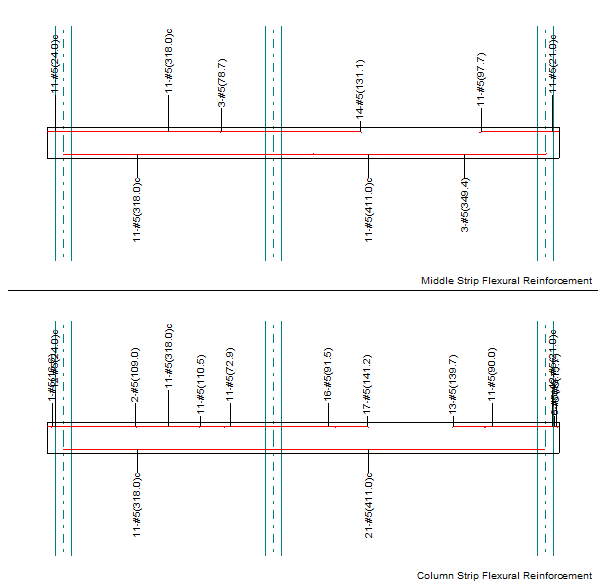 11-#5(24.0)c
11-#5(318.0)c
3-#5(78.7)
14-#5(131.1)
11-#5(97.7)
11-#5(21.0)c
11-#5(318.0)c
11-#5(411.0)c
3-#5(349.4)
Middle Strip Flexural Reinforcement
2-#5(109.0)
11-#5(318.0)c
11-#5(110.5)
11-#5(72.9)
16-#5(91.5)
17-#5(141.2)
13-#5(139.7)
11-#5(90.0)
11-#5(318.0)c
21-#5(411.0)c
Column Strip Flexural Reinforcement